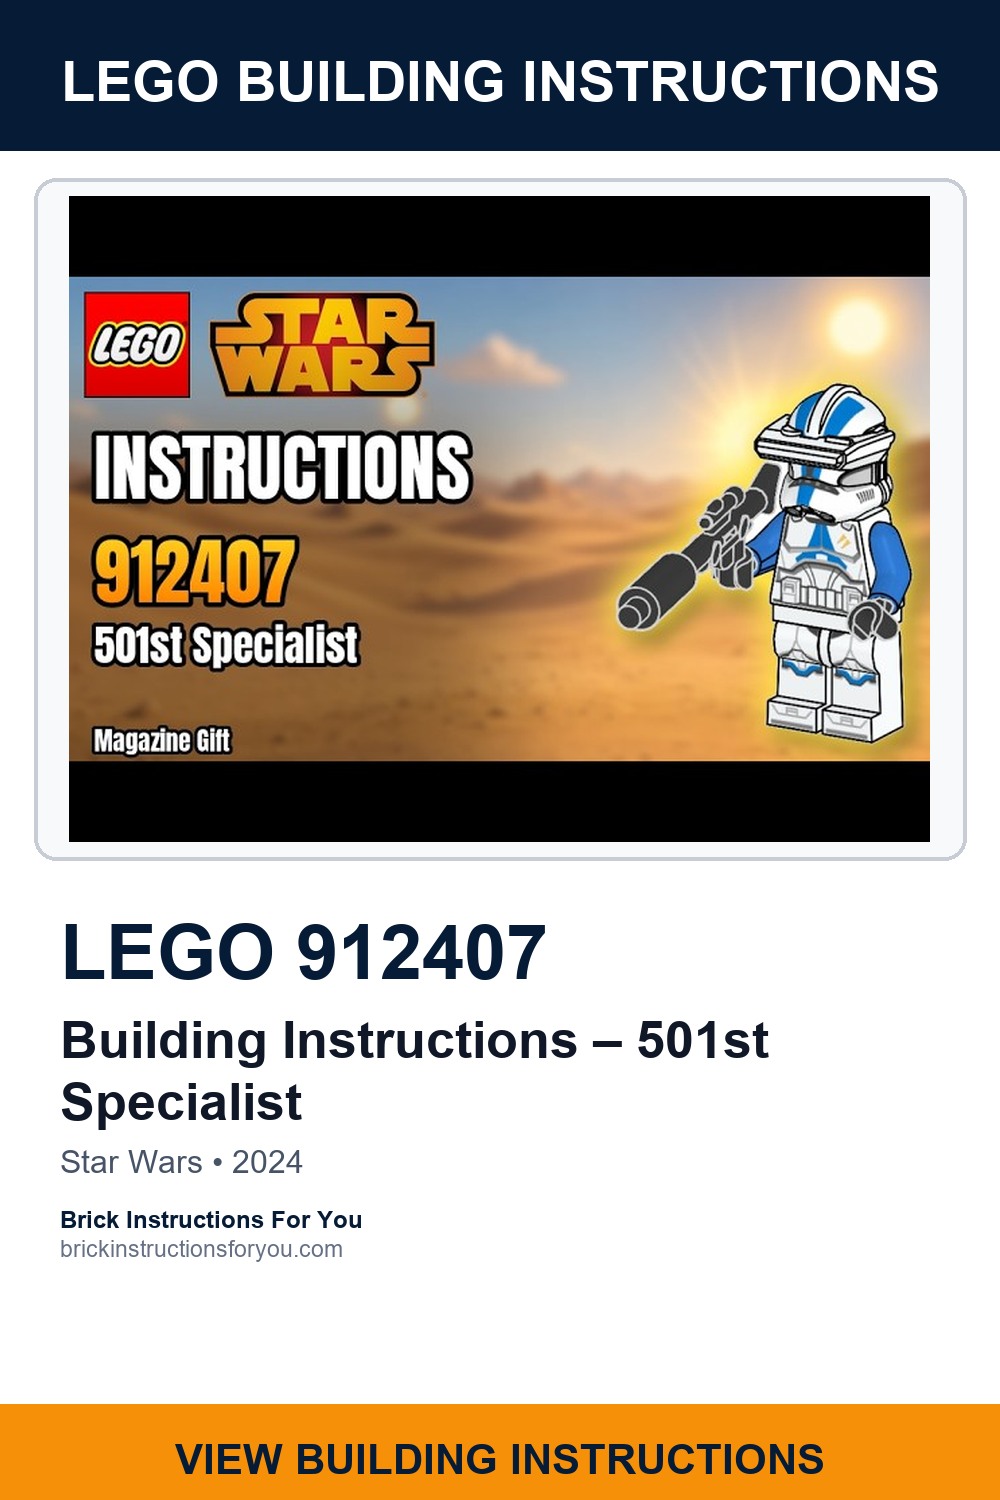 LEGO BUILDING INSTRUCTIONS
LEGO
STAR
WARS
INSTRUCTIONS
912407
501st Specialist
Magazine Gift
LEGO 912407
Building Instructions – 501st
Specialist
Star Wars • 2024
Brick Instructions For You
brickinstructionsforyou.com
VIEW BUILDING INSTRUCTIONS